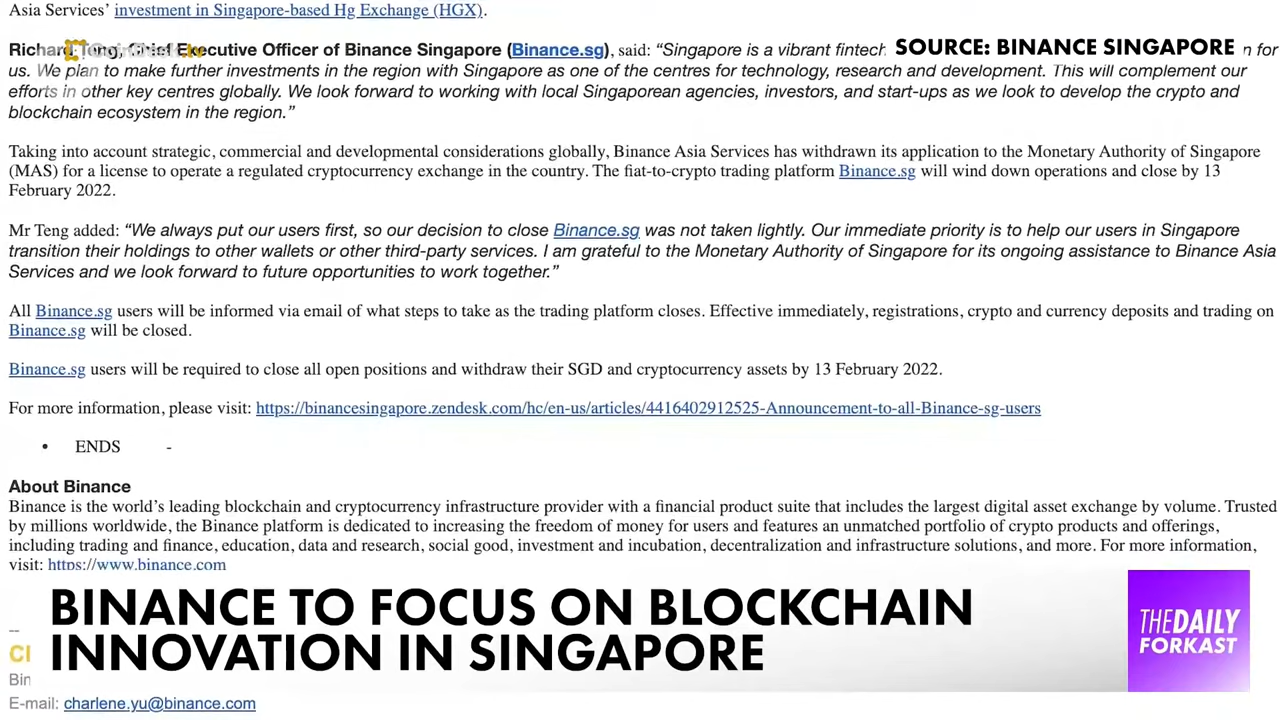 Asia Services’ investment in Singapore-based Hg Exchange (HGX).
CoinDesk tv
SOURCE: BINANCE SINGAPORE
Richard Teng, Chief Executive Officer of Binance Singapore (Binance.sg), said: “Singapore is a vibrant fintech n for
us. We plan to make further investments in the region with Singapore as one of the centres for technology, research and development. This will complement our
efforts in other key centres globally. We look forward to working with local Singaporean agencies, investors, and start-ups as we look to develop the crypto and
blockchain ecosystem in the region.”
Taking into account strategic, commercial and developmental considerations globally, Binance Asia Services has withdrawn its application to the Monetary Authority of Singapore
(MAS) for a license to operate a regulated cryptocurrency exchange in the country. The fiat-to-crypto trading platform Binance.sg will wind down operations and close by 13
February 2022.
Mr Teng added: “We always put our users first, so our decision to close Binance.sg was not taken lightly. Our immediate priority is to help our users in Singapore
transition their holdings to other wallets or other third-party services. I am grateful to the Monetary Authority of Singapore for its ongoing assistance to Binance Asia
Services and we look forward to future opportunities to work together.”
All Binance.sg users will be informed via email of what steps to take as the trading platform closes. Effective immediately, registrations, crypto and currency deposits and trading on
Binance.sg will be closed.
Binance.sg users will be required to close all open positions and withdraw their SGD and cryptocurrency assets by 13 February 2022.
For more information, please visit: https://binancesingapore.zendesk.com/hc/en-us/articles/4416402912525-Announcement-to-all-Binance-sg-users
• ENDS -
About Binance
Binance is the world’s leading blockchain and cryptocurrency infrastructure provider with a financial product suite that includes the largest digital asset exchange by volume. Trusted
by millions worldwide, the Binance platform is dedicated to increasing the freedom of money for users and features an unmatched portfolio of crypto products and offerings,
including trading and finance, education, data and research, social good, investment and incubation, decentralization and infrastructure solutions, and more. For more information,
visit: https://www.binance.com
--
BINANCE TO FOCUS ON BLOCKCHAIN
INNOVATION IN SINGAPORE
THE DAILY
FORKAST
E-mail: charlene.yu@binance.com